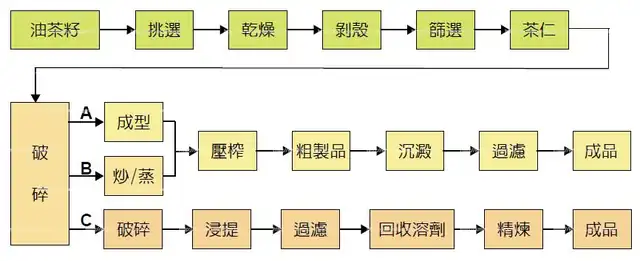 油茶籽 挑選 乾燥 剝殼 篩選 茶仁
破碎
A 成型
壓榨 粗製品 沉澱 過濾 成品
B 炒/蒸
C 破碎 浸提 過濾 回收溶劑 精煉 成品